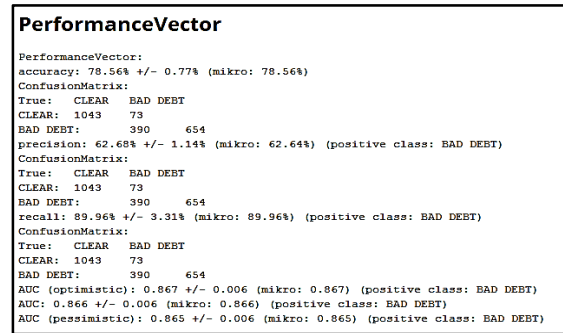 PerformanceVector
PerformanceVector:
accuracy: 78.56% +/- 0.77% (mikro: 78.56%)
ConfusionMatrix:
True: CLEAR BAD DEBT
CLEAR: 1043 73
BAD DEBT: 390 654
precision: 62.68% +/- 1.14% (mikro: 62.64%) (positive class: BAD DEBT)
ConfusionMatrix:
True: CLEAR BAD DEBT
CLEAR: 1043 73
BAD DEBT: 390 654
recall: 89.96% +/- 3.31% (mikro: 89.96%) (positive class: BAD DEBT)
ConfusionMatrix:
True: CLEAR BAD DEBT
CLEAR: 1043 73
BAD DEBT: 390 654
AUC (optimistic): 0.867 +/- 0.006 (mikro: 0.867) (positive class: BAD DEBT)
AUC: 0.866 +/- 0.006 (mikro: 0.866) (positive class: BAD DEBT)
AUC (pessimistic): 0.865 +/- 0.006 (mikro: 0.865) (positive class: BAD DEBT)